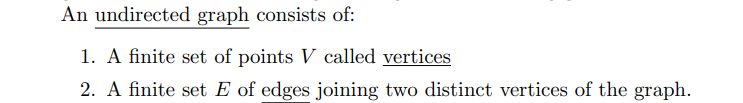 An undirected graph consists of:
1. A finite set of points V called vertices
2. A finite set E of edges joining two distinct vertices of the graph.